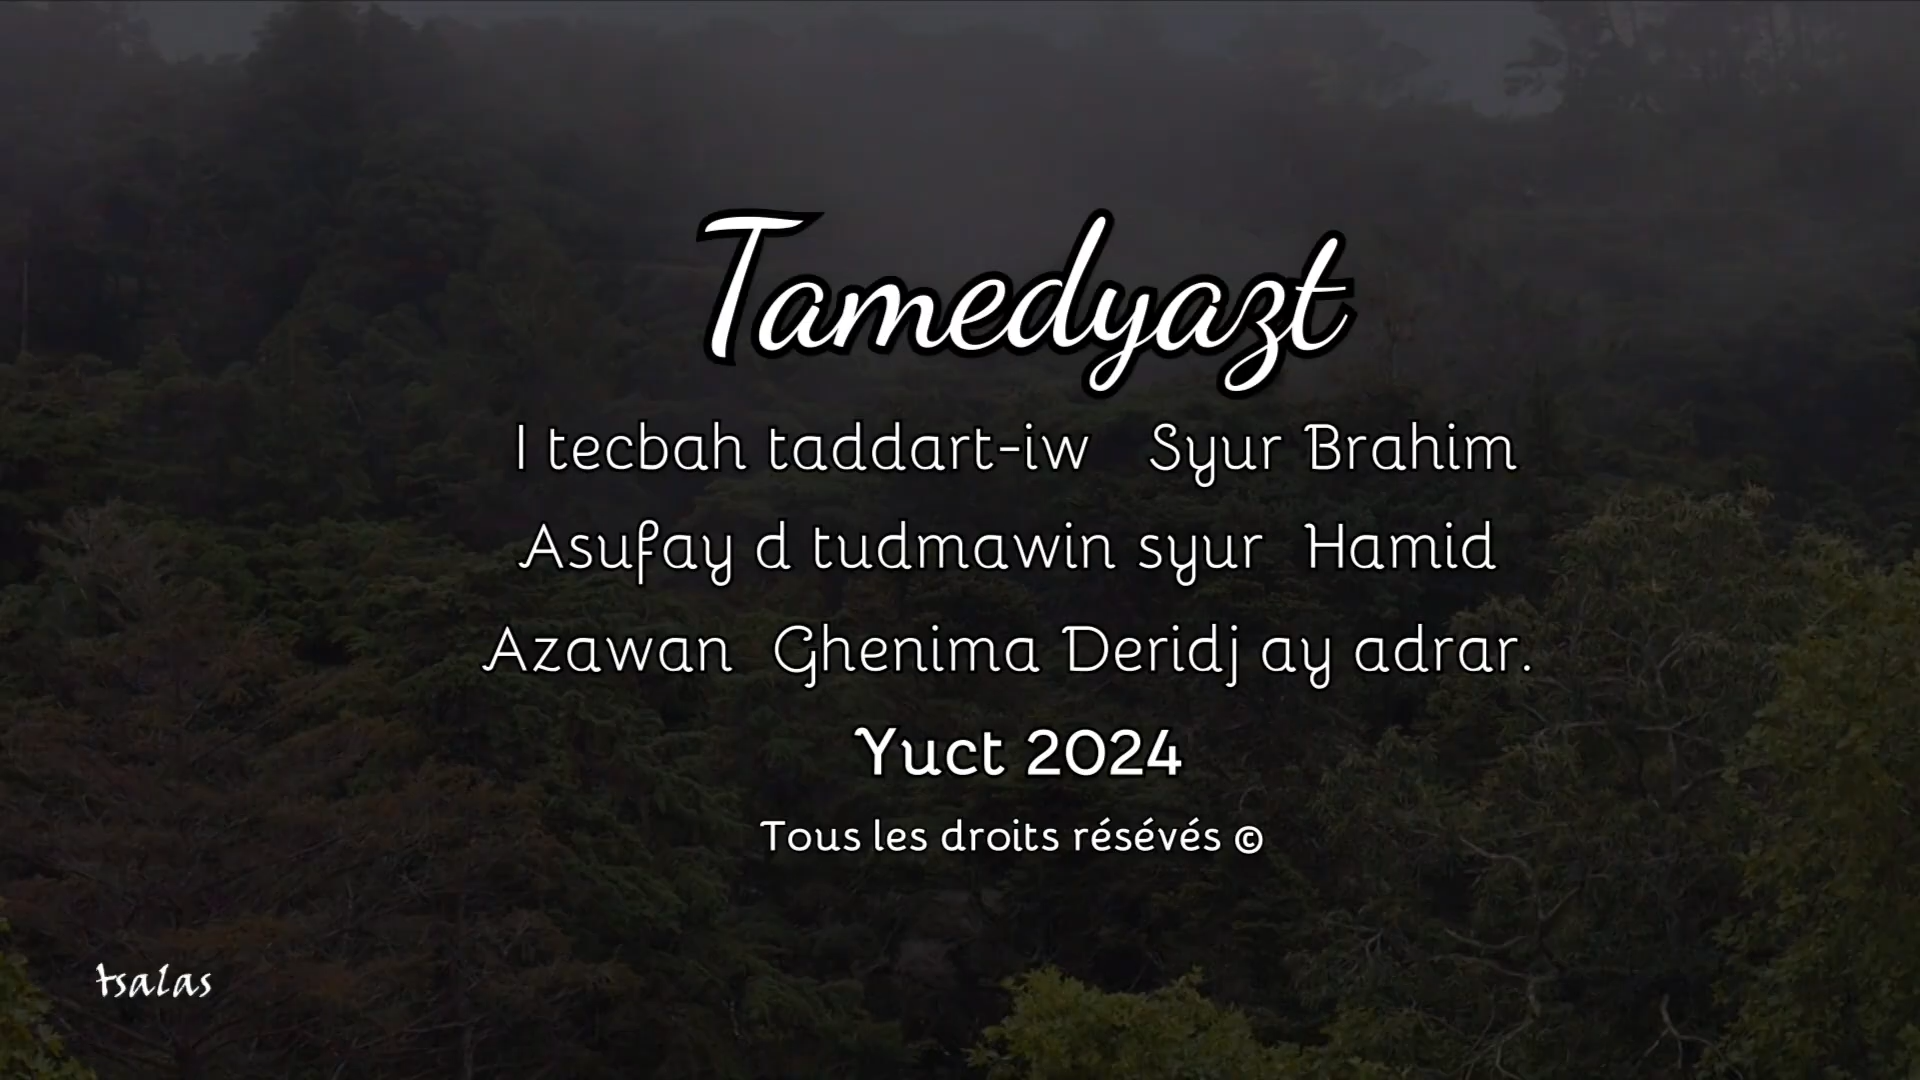 Tamedyazt
I tecbah taddart-iw Syur Brahim
Asufay d tudmawin syur Hamid
Azawan Ghenima Deridj ay adrar.
Yuct 2024
Tous les droits résévés ©
tsalas